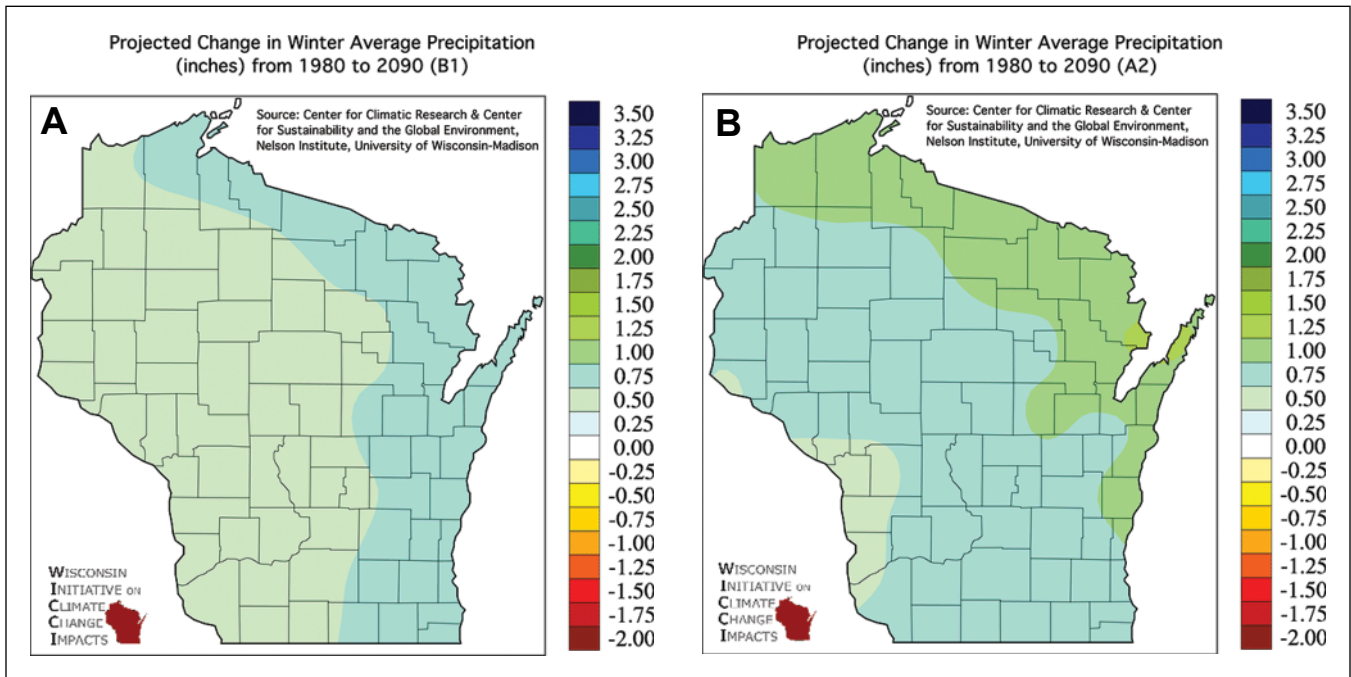 Projected Change in Winter Average Precipitation
(inches) from 1980 to 2090 (B1)
A
Source: Center for Climatic Research & Center
for Sustainability and the Global Environment,
Nelson Institute, University of Wisconsin-Madison
3.50
3.25
3.00
2.75
2.50
2.25
2.00
1.75
1.50
1.25
1.00
0.75
0.50
0.25
0.00
-0.25
-0.50
-0.75
-1.00
-1.25
-1.50
-1.75
-2.00
WISCONSIN
INITIATIVE ON
CLIMATE
CHANGE
IMPACTS
Projected Change in Winter Average Precipitation
(inches) from 1980 to 2090 (A2)
B
Source: Center for Climatic Research & Center
for Sustainability and the Global Environment,
Nelson Institute, University of Wisconsin-Madison
3.50
3.25
3.00
2.75
2.50
2.25
2.00
1.75
1.50
1.25
1.00
0.75
0.50
0.25
0.00
-0.25
-0.50
-0.75
-1.00
-1.25
-1.50
-1.75
-2.00
WISCONSIN
INITIATIVE ON
CLIMATE
CHANGE
IMPACTS